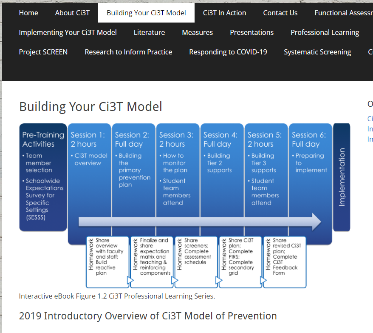 Home About Ci3T Building Your Ci3T Model Ci3T In Action Contact Us Functional Assess
Implementing Your Ci3T Model Literature Measures Presentations Professional Learning
Project SCREEN Research to Inform Practice Responding to COVID-19 Systematic Screening
Building Your Ci3T Model
Pre-Training
Activities
• Team
member
selection
• Schoolwide
Expectations
Survey for
Specific
Settings
(SESSS)
Session 1:
2 hours
• Ci3T model
overview
Session 2:
Full day
• Building
the
primary
prevention
plan
Session 3:
2 hours
• How to
monitor
the plan
• Student
team
members
attend
Session 4:
Full day
• Building
Tier 2
supports
Session 5:
2 hours
• Building
Tier 3
supports
• Student
team
members
attend
Session 6:
Full day
• Preparing
to
implement
Implementation
Homework
Share
overview
with faculty
and staff;
Build
reactive
plan
Homework
Finalize and
share
expectation
matrix and
teaching &
reinforcing
components
Homework
Share
screeners;
Complete
assessment
schedule
Homework
Share Ci3T
plan;
Complete
PIRS;
Complete
secondary
grid
Homework
Share
revised Ci3T
plan;
Complete
Ci3T
Feedback
Form
Interactive eBook Figure 1.2 Ci3T Professional Learning Series.
2019 Introductory Overview of Ci3T Model of Prevention